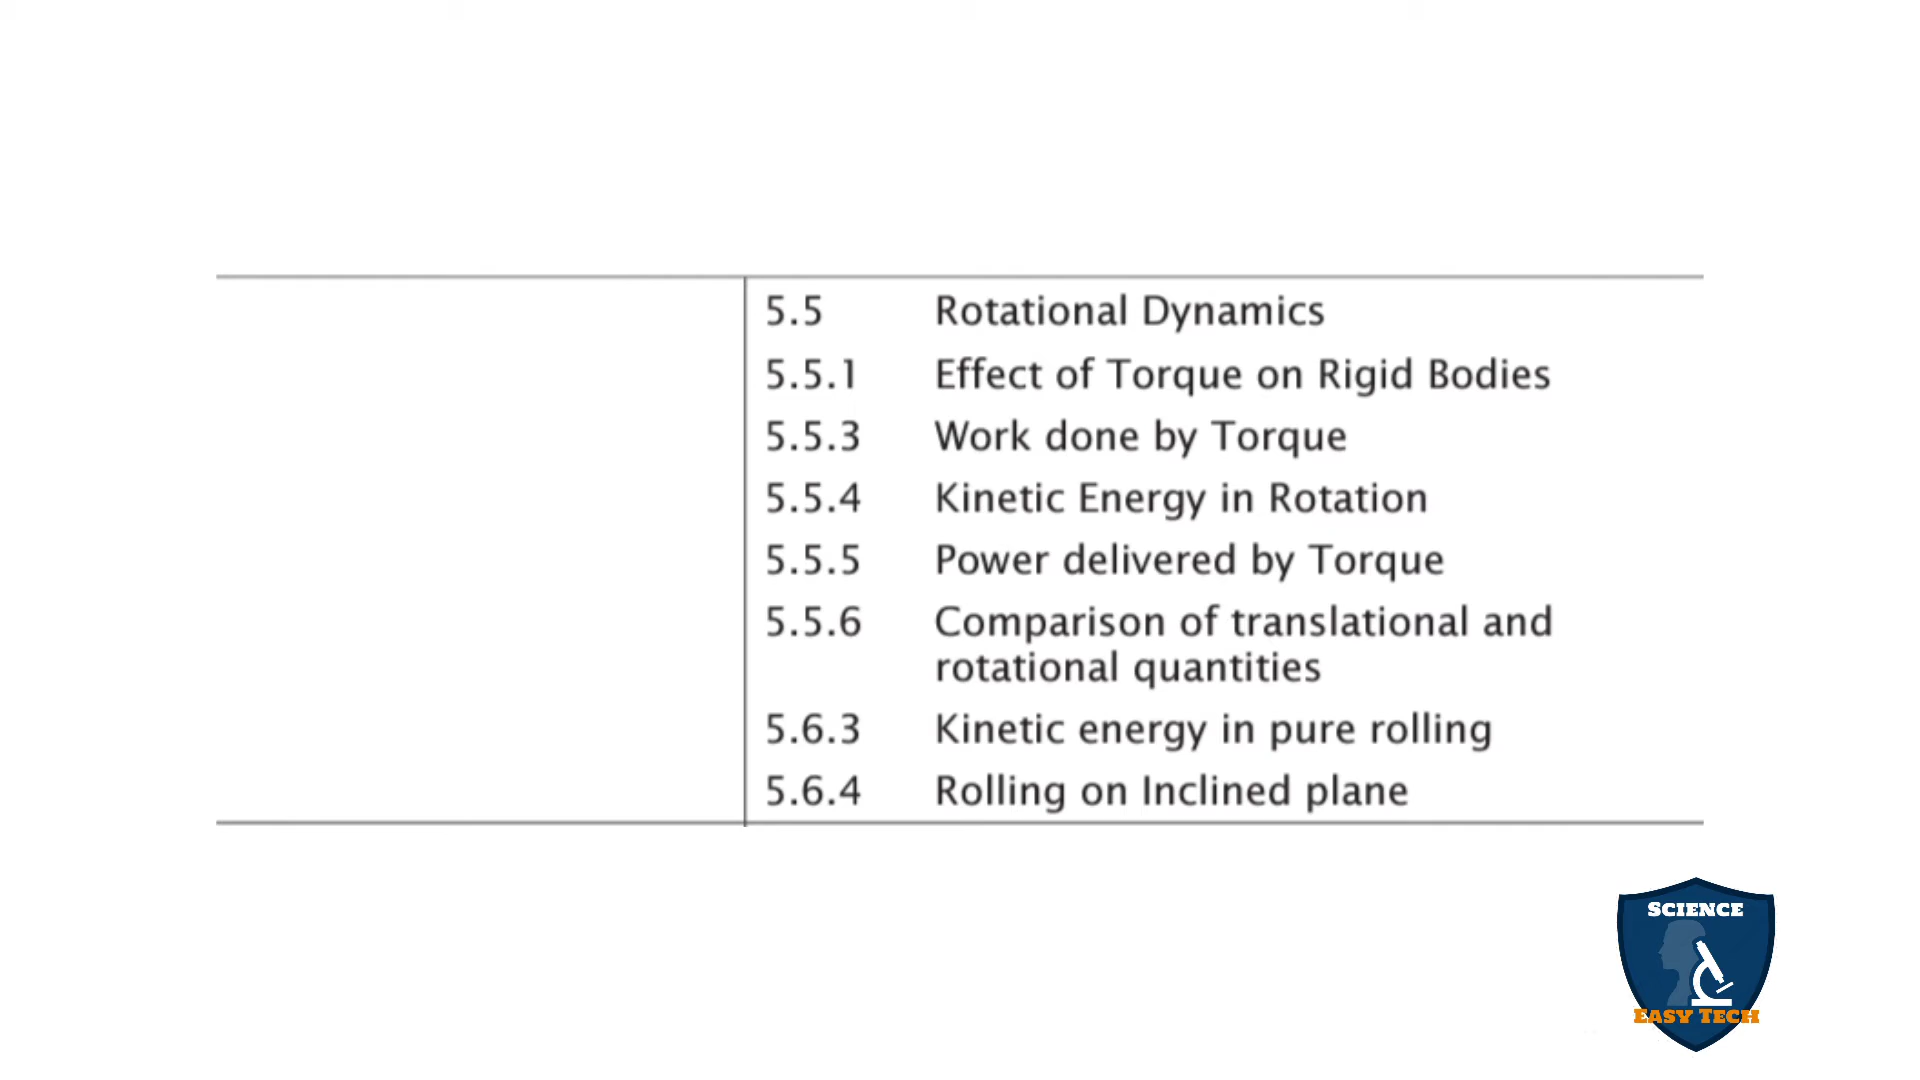 5.5 Rotational Dynamics
5.5.1 Effect of Torque on Rigid Bodies
5.5.3 Work done by Torque
5.5.4 Kinetic Energy in Rotation
5.5.5 Power delivered by Torque
5.5.6 Comparison of translational and
rotational quantities
5.6.3 Kinetic energy in pure rolling
5.6.4 Rolling on Inclined plane
SCIENCE
EASY TECH